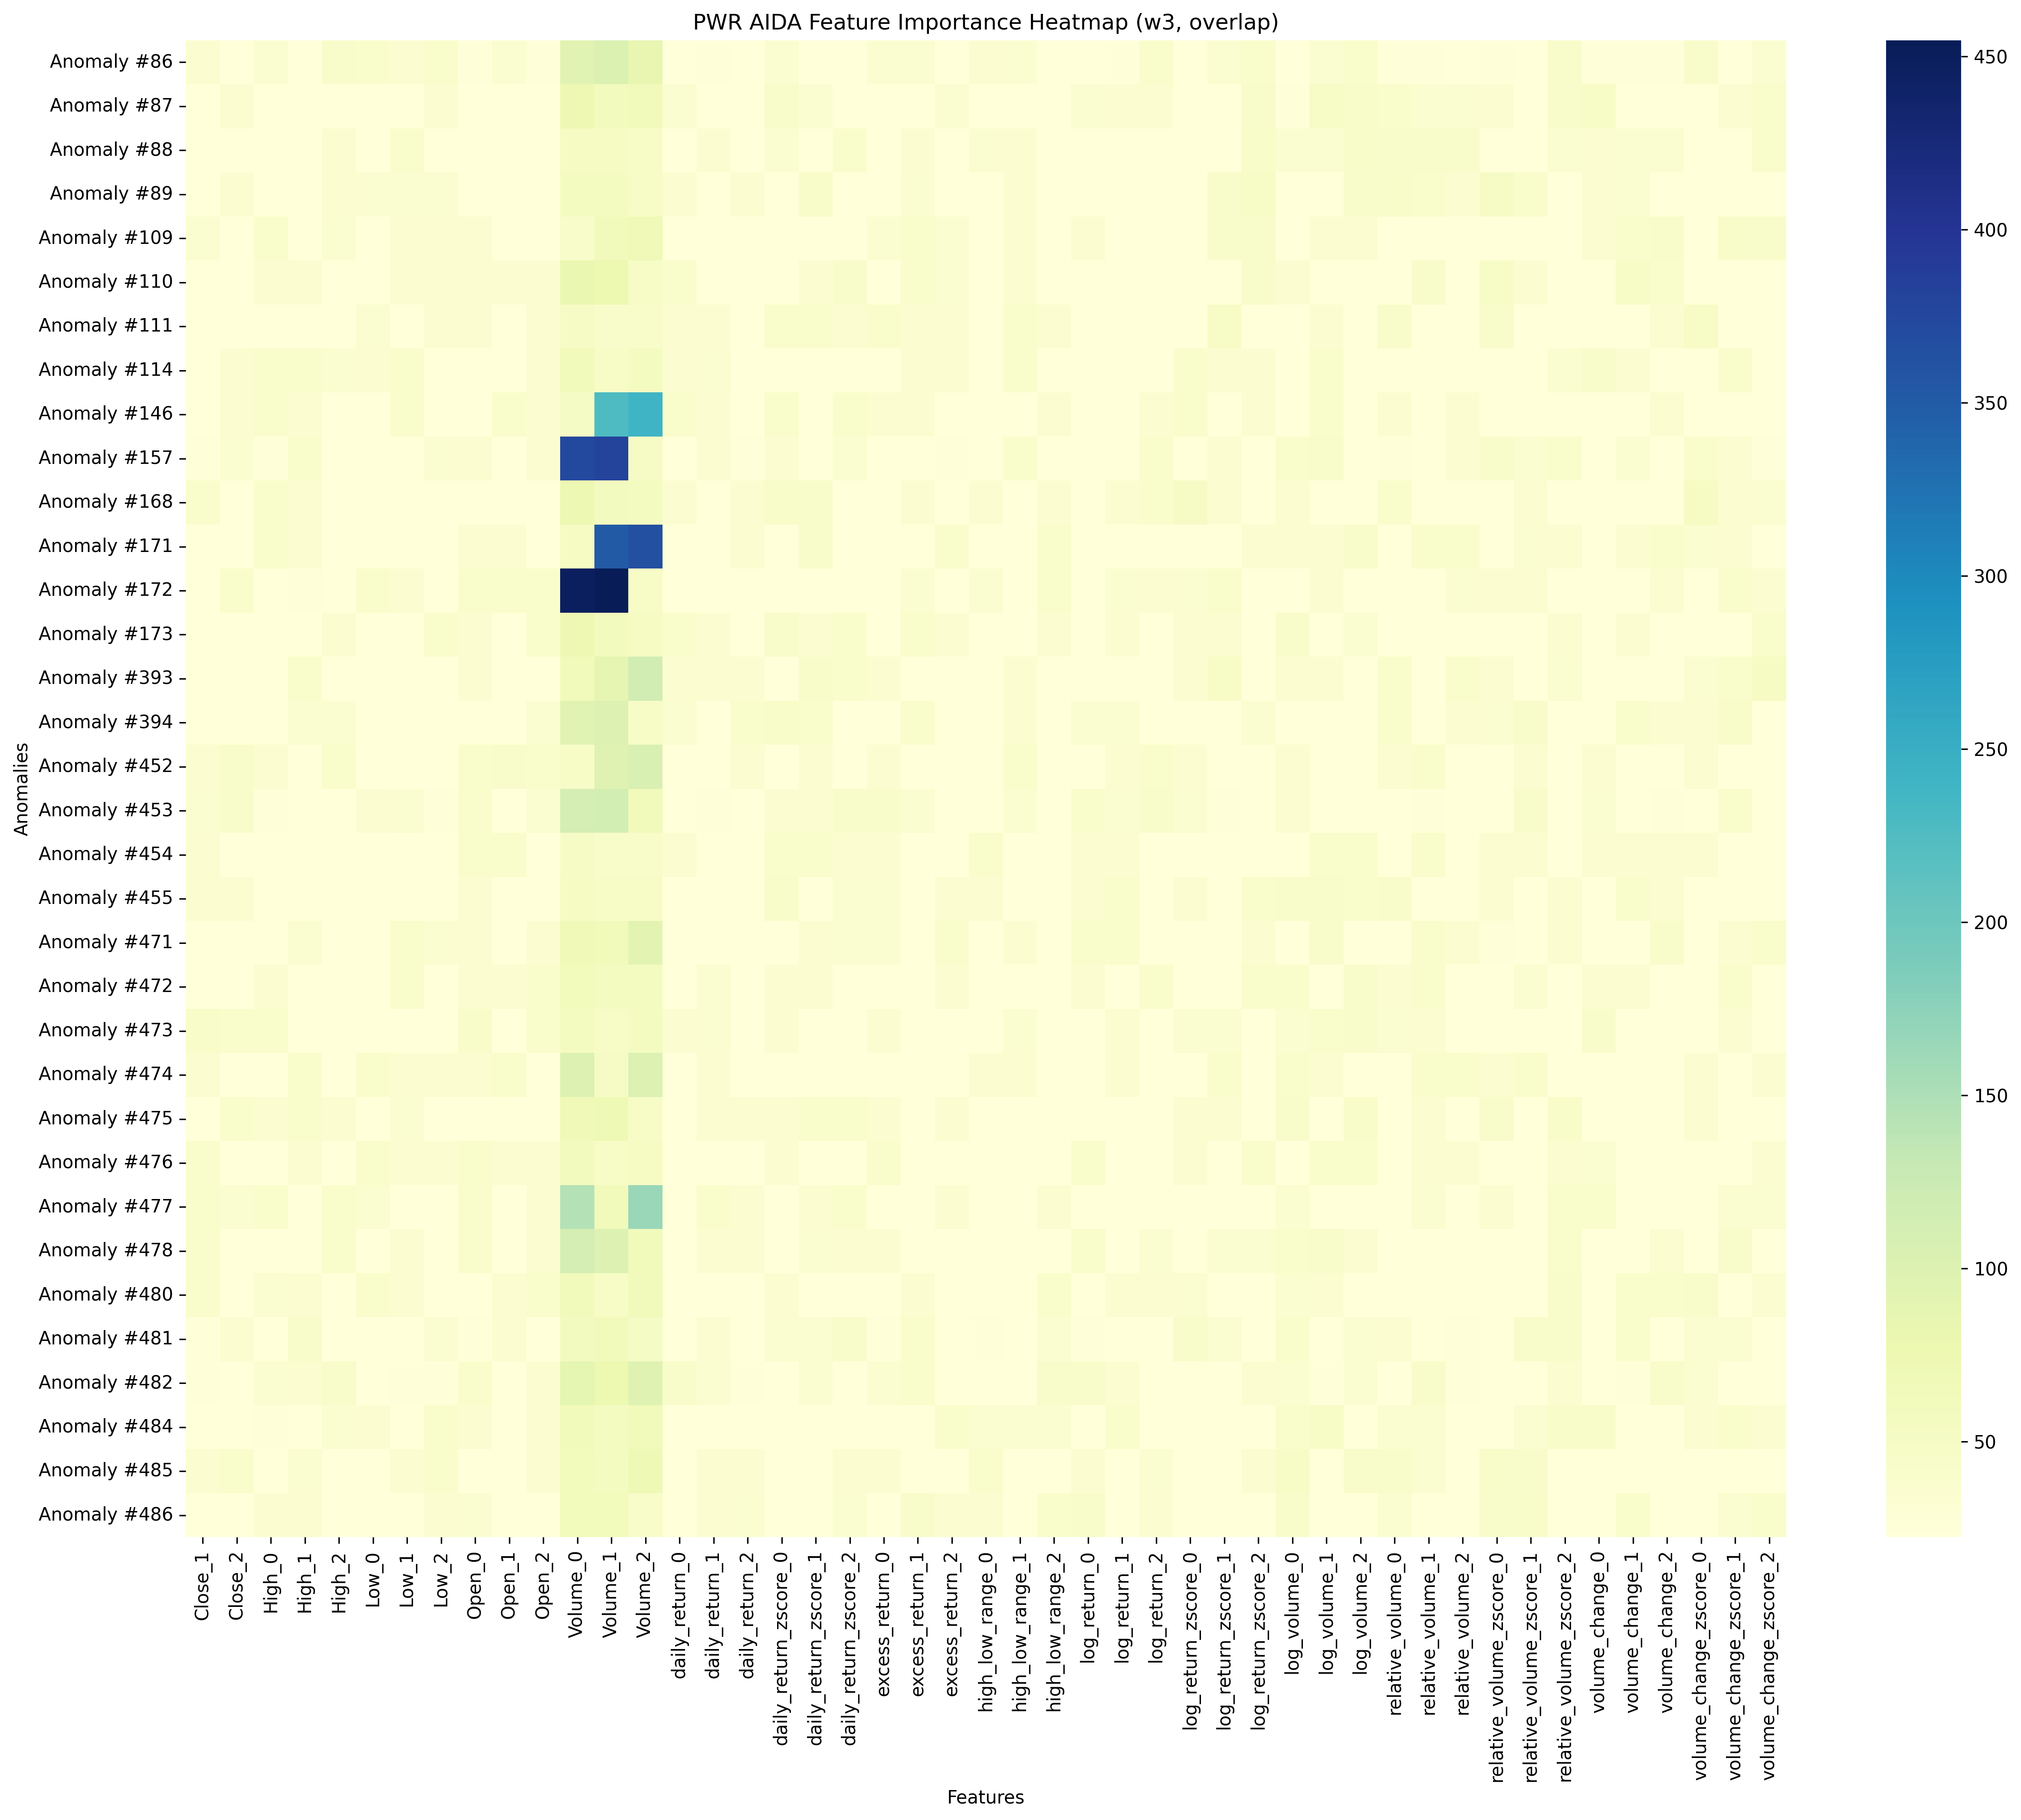 PWR AIDA Feature Importance Heatmap (w3, overlap)
Anomalies
Anomaly #86
Anomaly #87
Anomaly #88
Anomaly #89
Anomaly #109
Anomaly #110
Anomaly #111
Anomaly #114
Anomaly #146
Anomaly #157
Anomaly #168
Anomaly #171
Anomaly #172
Anomaly #173
Anomaly #393
Anomaly #394
Anomaly #452
Anomaly #453
Anomaly #454
Anomaly #455
Anomaly #471
Anomaly #472
Anomaly #473
Anomaly #474
Anomaly #475
Anomaly #476
Anomaly #477
Anomaly #478
Anomaly #480
Anomaly #481
Anomaly #482
Anomaly #484
Anomaly #485
Anomaly #486
Close_1
Close_2
High_0
High_1
High_2
Low_0
Low_1
Low_2
Open_0
Open_1
Open_2
Volume_0
Volume_1
Volume_2
daily_return_0
daily_return_1
daily_return_2
daily_return_zscore_0
daily_return_zscore_1
daily_return_zscore_2
excess_return_0
excess_return_1
excess_return_2
high_low_range_0
high_low_range_1
high_low_range_2
log_return_0
log_return_1
log_return_2
log_return_zscore_0
log_return_zscore_1
log_return_zscore_2
log_volume_0
log_volume_1
log_volume_2
relative_volume_0
relative_volume_1
relative_volume_2
relative_volume_zscore_0
relative_volume_zscore_1
relative_volume_zscore_2
volume_change_0
volume_change_1
volume_change_2
volume_change_zscore_0
volume_change_zscore_1
volume_change_zscore_2
Features
450
400
350
300
250
200
150
100
50